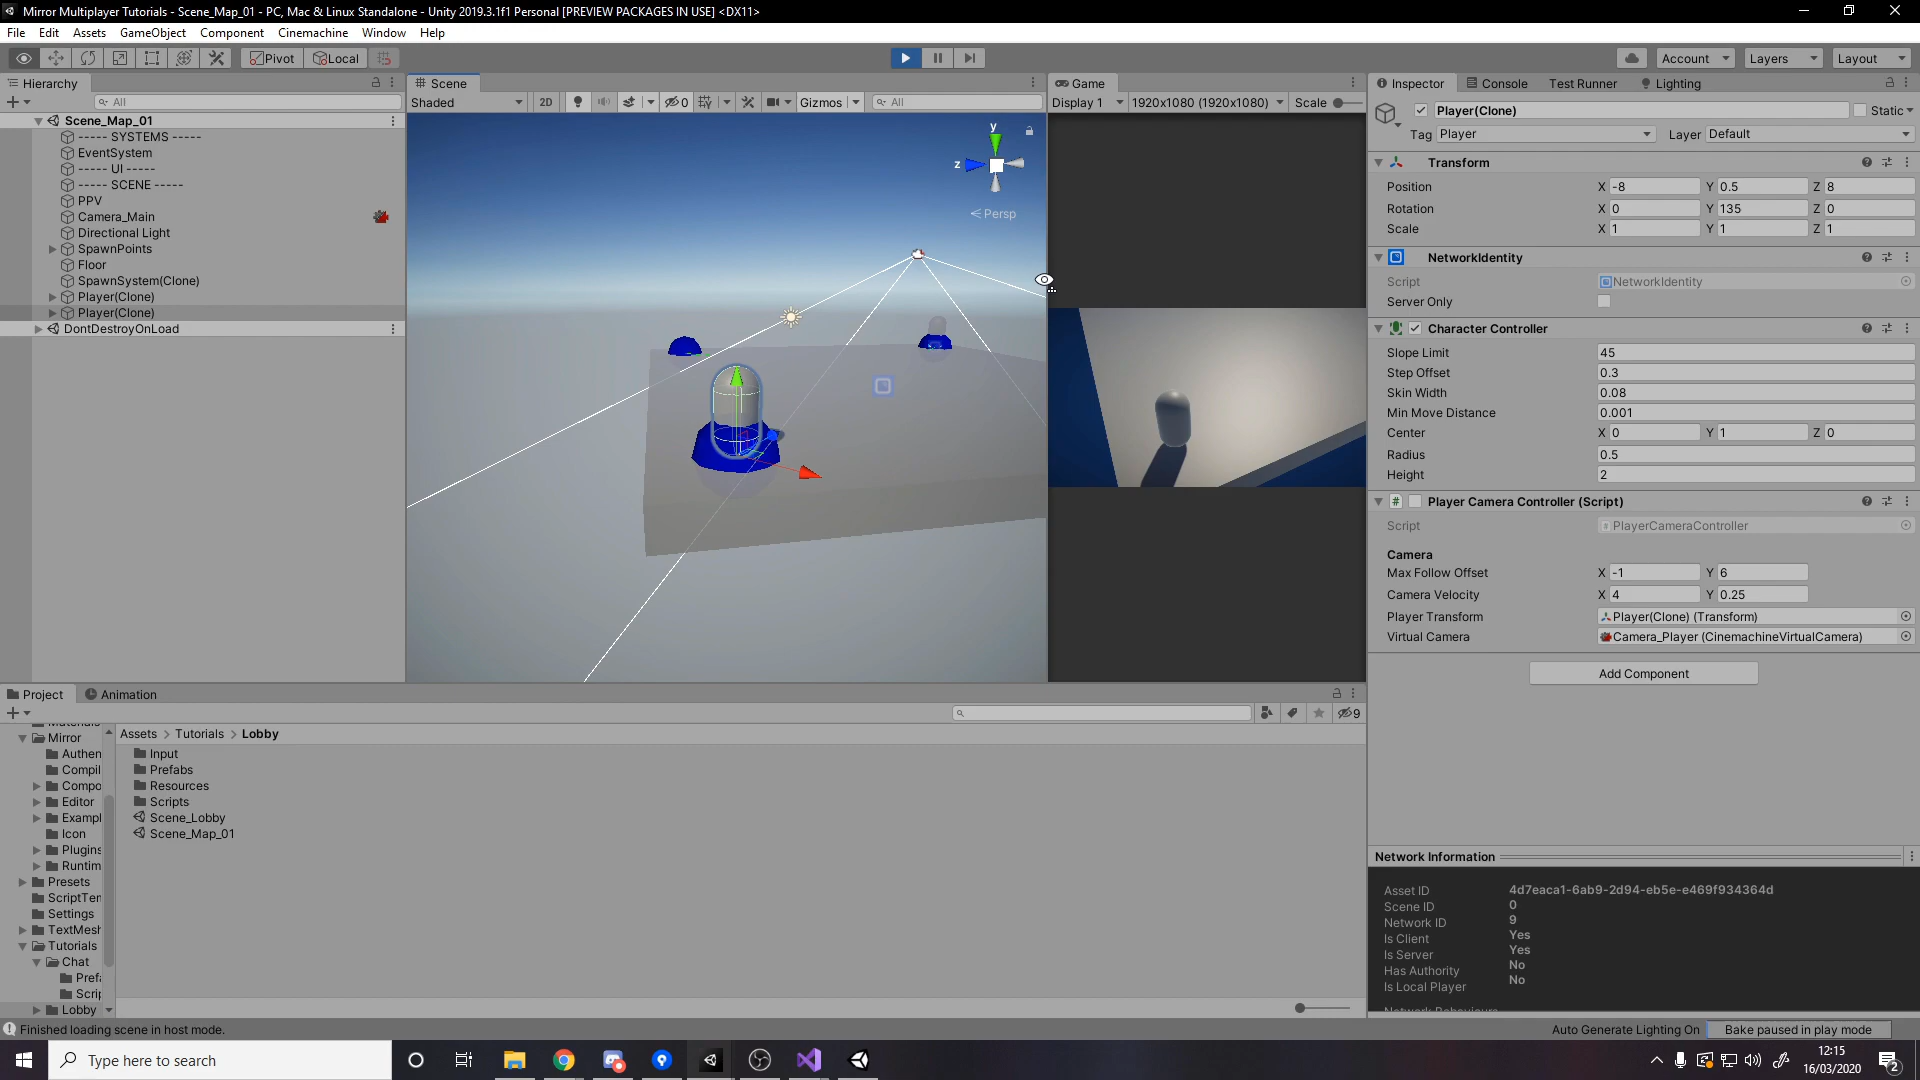 Mirror Multiplayer Tutorials - Scene_Map_01 - PC, Mac & Linux Standalone - Unity 2019.3.1f1 Personal [PREVIEW PACKAGES IN USE] <DX11>
File Edit Assets GameObject Component Cinemachine Window Help
Pivot Local Account Layers Layout
Hierarchy
All
Scene_Map_01
----- SYSTEMS -----
EventSystem
----- UI -----
----- SCENE -----
PPV
Camera_Main
Directional Light
SpawnPoints
Floor
SpawnSystem(Clone)
Player(Clone)
Player(Clone)
DontDestroyOnLoad
Scene
Shaded 2D 0 Gizmos All
y
z
Persp
Game
Display 1 1920x1080 (1920x1080) Scale
Inspector Console Test Runner Lighting
Player(Clone) Static
Tag Player Layer Default
Transform
Position X -8 Y 0.5 Z 8
Rotation X 0 Y 135 Z 0
Scale X 1 Y 1 Z 1
NetworkIdentity
Script NetworkIdentity
Server Only
Character Controller
Slope Limit 45
Step Offset 0.3
Skin Width 0.08
Min Move Distance 0.001
Center X 0 Y 1 Z 0
Radius 0.5
Height 2
Player Camera Controller (Script)
Script PlayerCameraController
Camera
Max Follow Offset X -1 Y 6
Camera Velocity X 4 Y 0.25
Player Transform Player(Clone) (Transform)
Virtual Camera Camera_Player (CinemachineVirtualCamera)
Add Component
Network Information
Asset ID 4d7eaca1-6ab9-2d94-eb5e-e469f934364d
Scene ID 0
Network ID 9
Is Client Yes
Is Server Yes
Has Authority No
Is Local Player No
Project Animation
9
Mirror
Authen
Compil
Compo
Editor
Exampl
Icon
Plugins
Runtim
Presets
ScriptTem
Settings
TextMesh
Tutorials
Chat
Prefa
Scrip
Lobby
Assets > Tutorials > Lobby
Input
Prefabs
Resources
Scripts
Scene_Lobby
Scene_Map_01
Finished loading scene in host mode.
Auto Generate Lighting On Bake paused in play mode
Type here to search
12:15
16/03/2020
2